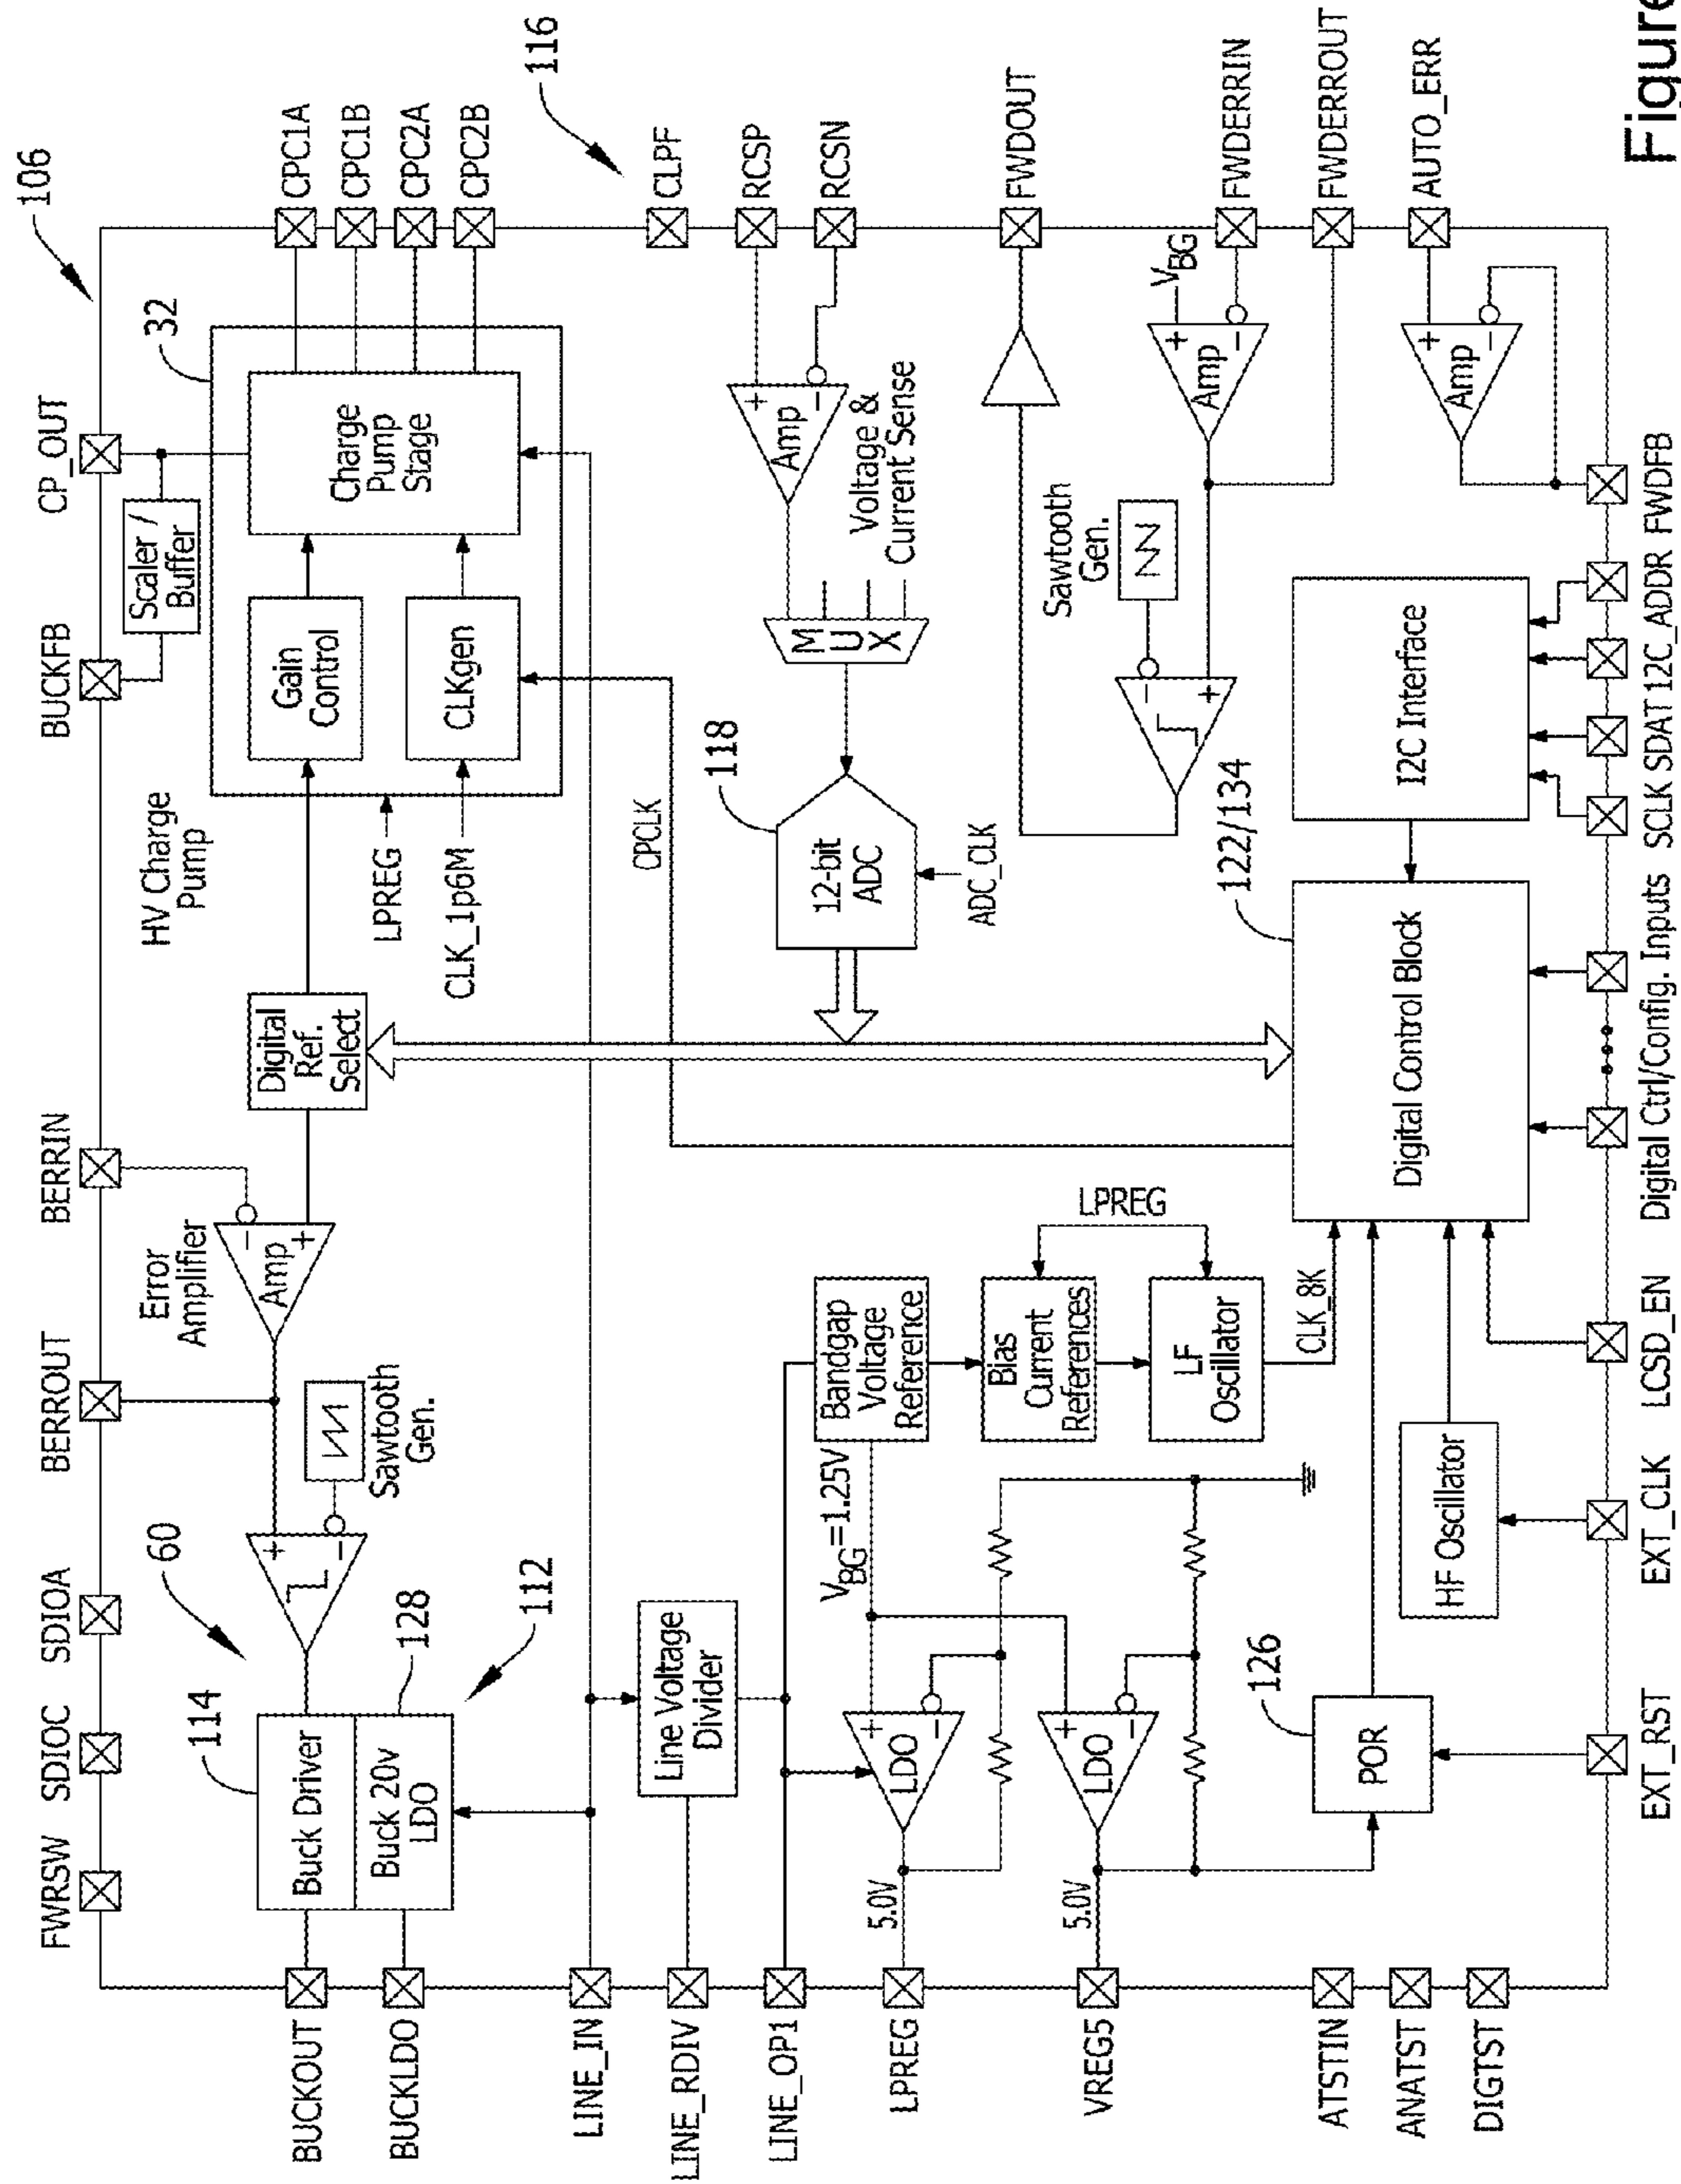 106
FWRSW
SDIOC
SDIOA
BERROUT
BERRIN
BUCKFB
CP_OUT
BUCKOUT
BUCKLDO
LINE_IN
LINE_RDIV
LINE_OP1
LPREG
VREG5
ATSTIN
ANATST
DIGTST
114
60
128
112
Buck Driver
Buck 20v
LDO
+
−
Sawtooth
Gen.
Error
Amplifier
−
Amp
+
Digital
Ref.
Select
HV Charge
Pump
LPREG
CLK_1p6M
Gain
Control
CLKgen
Scaler /
Buffer
Charge
Pump
Stage
32
CPC1A
CPC1B
CPC2A
CPC2B
116
CLPF
RCSP
RCSN
FWDOUT
FWDERRIN
FWDERROUT
AUTO_ERR
Line Voltage
Divider
CPCLK
118
12-bit
ADC
ADC_CLK
M
U
X
+
Amp
−
Voltage &
Current Sense
VBG=1.25V
Bandgap
Voltage
Reference
Bias
Current
References
LPREG
LF
Oscillator
CLK_8K
5.0V
+
LDO
−
5.0V
+
LDO
−
126
POR
HF Oscillator
Digital Control Block
122/134
I2C Interface
Sawtooth
Gen.
−
+
VBG
+
Amp
−
+
Amp
−
EXT_RST
EXT_CLK
LCSD_EN
Digital Ctrl/Config. Inputs
SCLK
SDAT
12C_ADDR
FWDFB
Figure